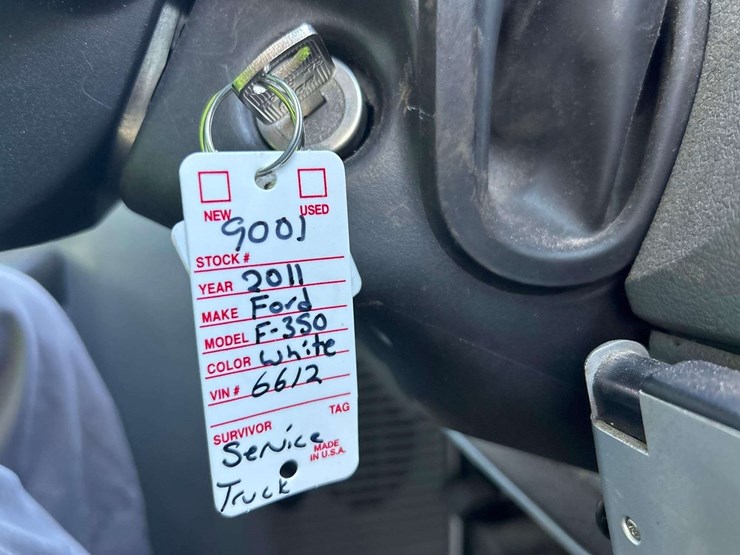 NEW USED
9001
STOCK #
YEAR 2011
MAKE Ford
MODEL F-350
COLOR White
VIN # 6612
TAG
SURVIVOR
Service
MADE
IN U.S.A.
Truck